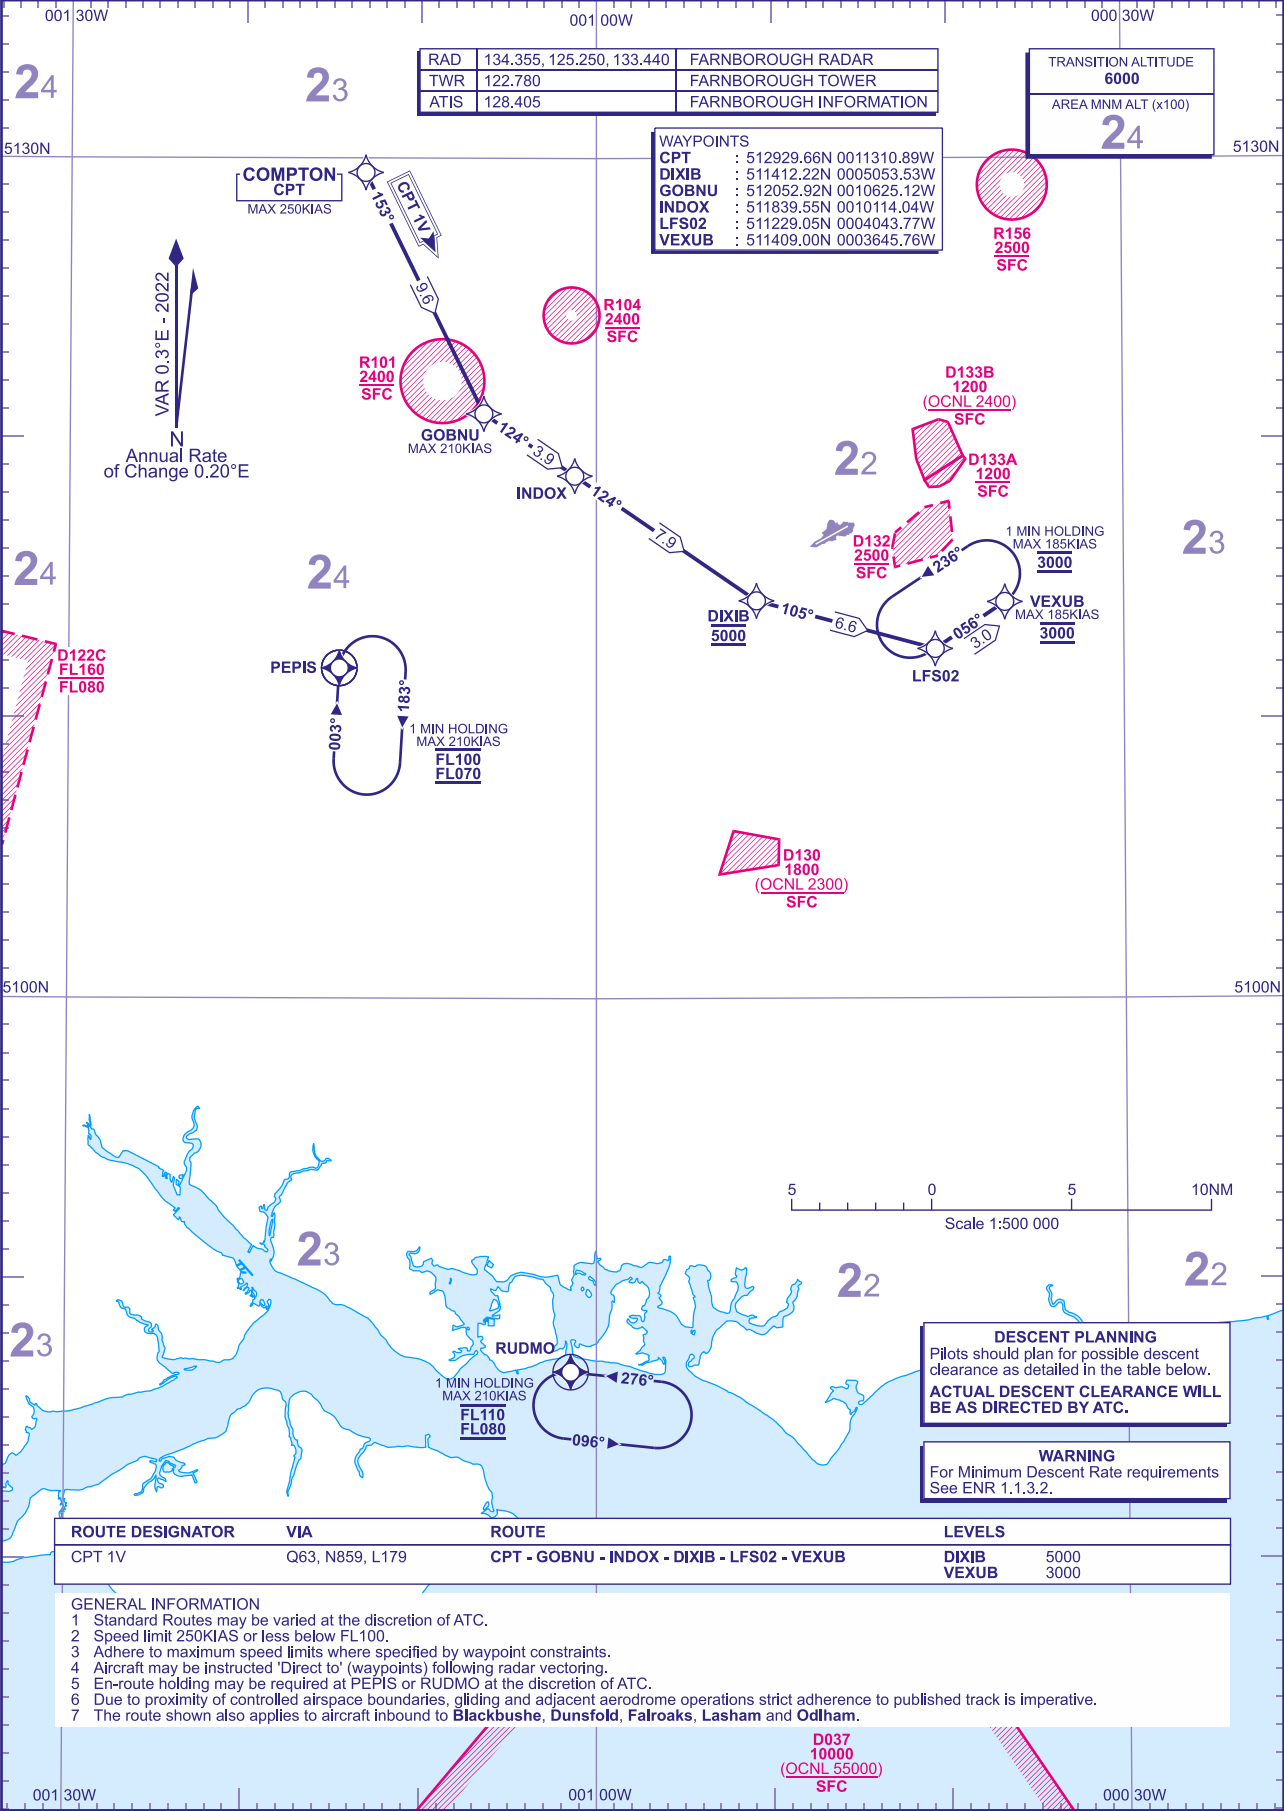 001 30W
001 00W
000 30W
RAD 134.355, 125.250, 133.440 FARNBOROUGH RADAR
TWR 122.780 FARNBOROUGH TOWER
ATIS 128.405 FARNBOROUGH INFORMATION
TRANSITION ALTITUDE
6000
AREA MNM ALT (x100)
24
24
23
5130N
5130N
WAYPOINTS
CPT : 512929.66N 0011310.89W
DIXIB : 511412.22N 0005053.53W
GOBNU : 512052.92N 0010625.12W
INDOX : 511839.55N 0010114.04W
LFS02 : 511229.05N 0004043.77W
VEXUB : 511409.00N 0003645.76W
COMPTON
CPT
MAX 250KIAS
153°
CPT 1V
9.6
R156
2500
SFC
VAR 0.3°E - 2022
N
Annual Rate
of Change 0.20°E
R104
2400
SFC
R101
2400
SFC
GOBNU
MAX 210KIAS
124°
3.9
INDOX
124°
7.9
D133B
1200
(OCNL 2400)
SFC
D133A
1200
SFC
22
D132
2500
SFC
236°
1 MIN HOLDING
MAX 185KIAS
3000
23
24
24
DIXIB
5000
105°
6.6
056°
3.0
VEXUB
MAX 185KIAS
3000
LFS02
D122C
FL160
FL080
PEPIS
183°
003°
1 MIN HOLDING
MAX 210KIAS
FL100
FL070
D130
1800
(OCNL 2300)
SFC
5100N
5100N
5 0 5 10NM
Scale 1:500 000
23
22
22
23
RUDMO
1 MIN HOLDING
MAX 210KIAS
FL110
FL080
276°
096°
DESCENT PLANNING
Pilots should plan for possible descent
clearance as detailed in the table below.
ACTUAL DESCENT CLEARANCE WILL
BE AS DIRECTED BY ATC.
WARNING
For Minimum Descent Rate requirements
See ENR 1.1.3.2.
ROUTE DESIGNATOR VIA ROUTE LEVELS
CPT 1V Q63, N859, L179 CPT - GOBNU - INDOX - DIXIB - LFS02 - VEXUB DIXIB 5000
VEXUB 3000
GENERAL INFORMATION
1 Standard Routes may be varied at the discretion of ATC.
2 Speed limit 250KIAS or less below FL100.
3 Adhere to maximum speed limits where specified by waypoint constraints.
4 Aircraft may be instructed 'Direct to' (waypoints) following radar vectoring.
5 En-route holding may be required at PEPIS or RUDMO at the discretion of ATC.
6 Due to proximity of controlled airspace boundaries, gliding and adjacent aerodrome operations strict adherence to published track is imperative.
7 The route shown also applies to aircraft inbound to Blackbushe, Dunsfold, Fairoaks, Lasham and Odiham.
D037
10000
(OCNL 55000)
SFC
001 30W
001 00W
000 30W